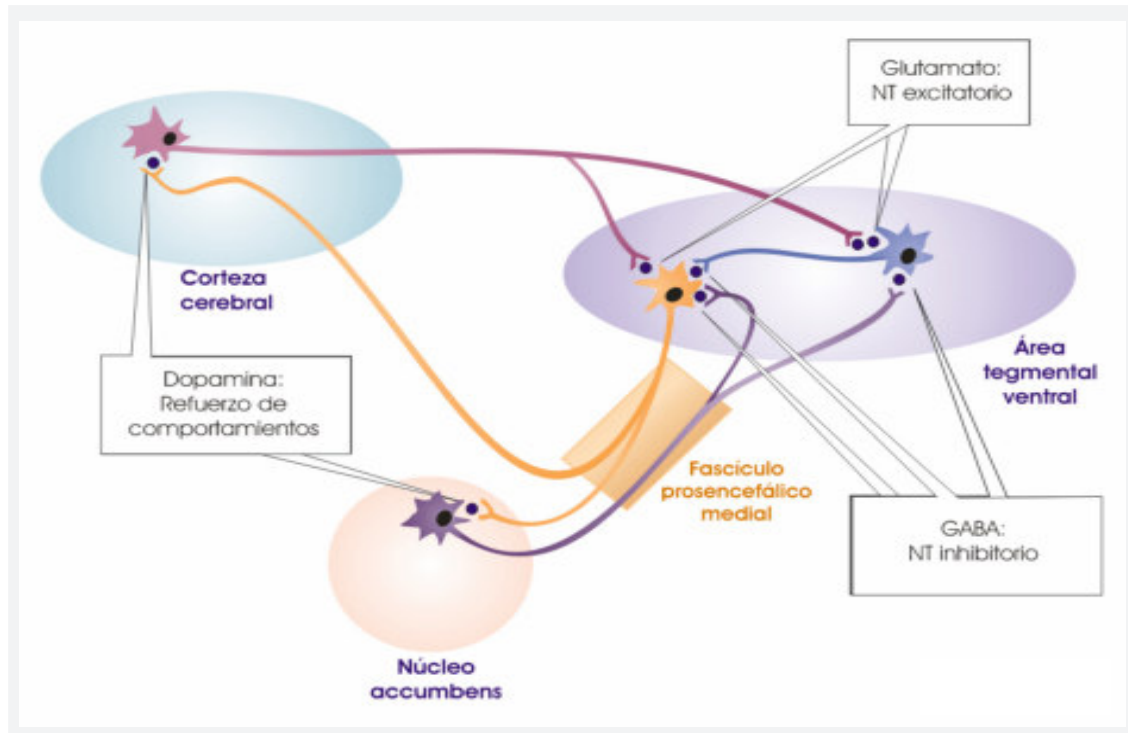 Glutamato:
NT excitatorio
Corteza
cerebral
Área
tegmental
ventral
Dopamina:
Refuerzo de
comportamientos
Fascículo
prosencefálico
medial
GABA:
NT inhibitorio
Núcleo
accumbens